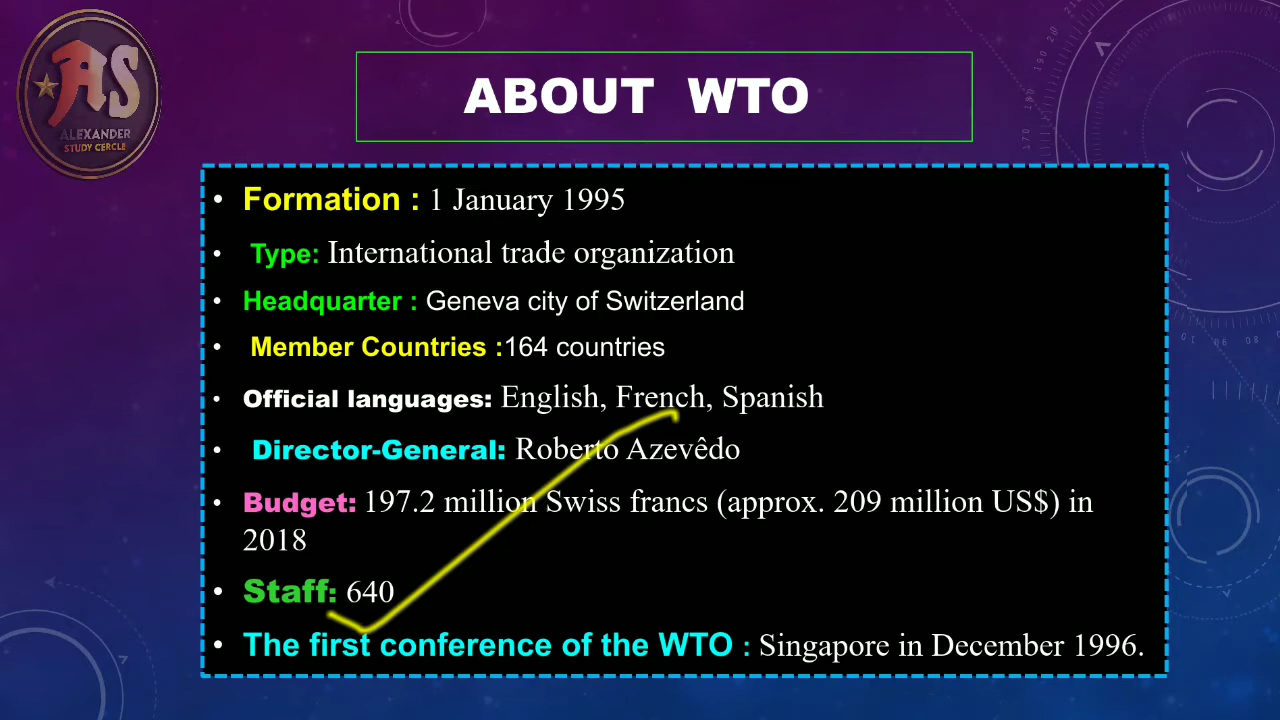 AS
ALEXANDER
STUDY CERCLE
ABOUT WTO
• Formation : 1 January 1995
• Type: International trade organization
• Headquarter : Geneva city of Switzerland
• Member Countries :164 countries
• Official languages: English, French, Spanish
• Director-General: Roberto Azevêdo
• Budget: 197.2 million Swiss francs (approx. 209 million US$) in
2018
• Staff: 640
• The first conference of the WTO : Singapore in December 1996.